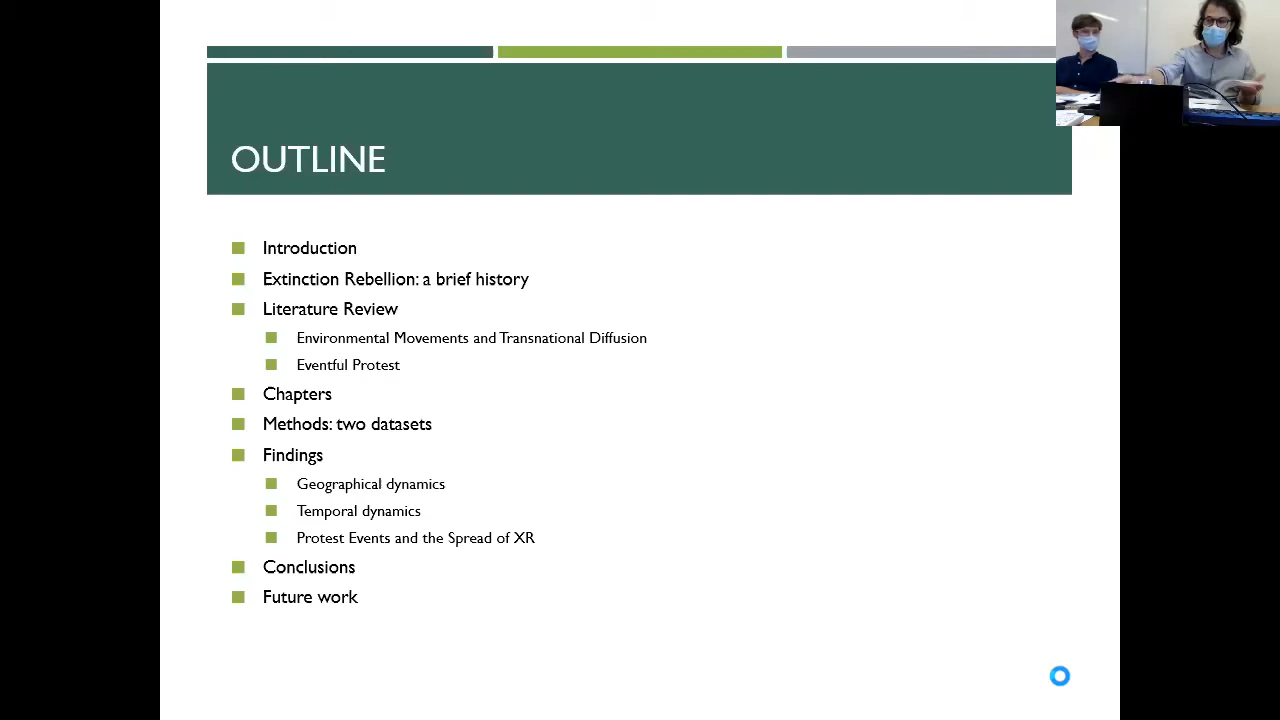 OUTLINE
Introduction
Extinction Rebellion: a brief history
Literature Review
Environmental Movements and Transnational Diffusion
Eventful Protest
Chapters
Methods: two datasets
Findings
Geographical dynamics
Temporal dynamics
Protest Events and the Spread of XR
Conclusions
Future work